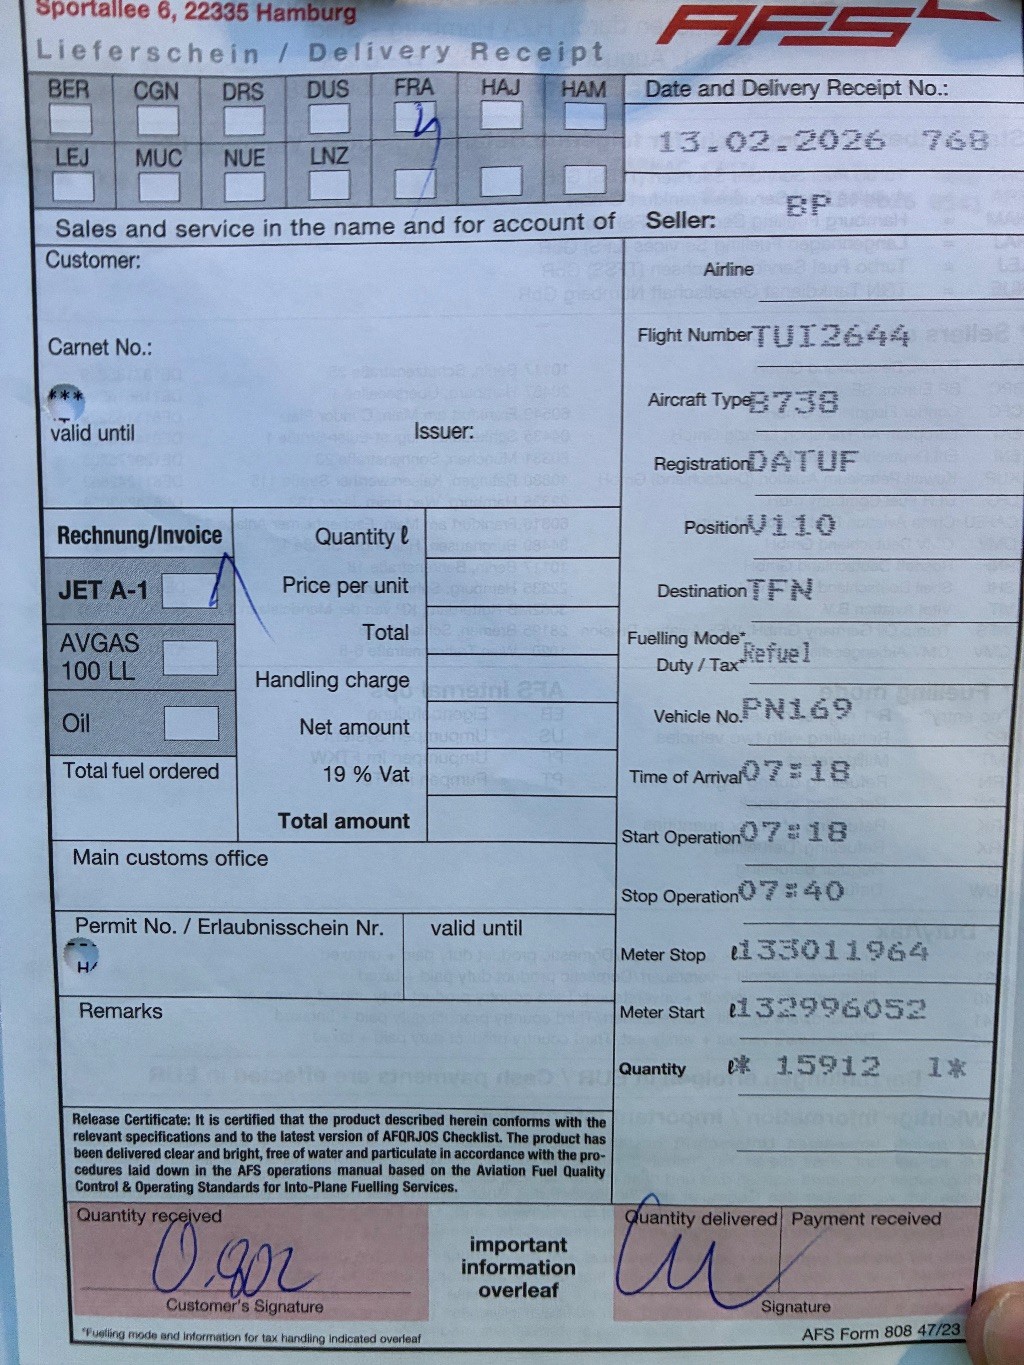 Sportallee 6, 22335 Hamburg
AFS
Lieferschein / Delivery Receipt
BER CGN DRS DUS FRA HAJ HAM
LEJ MUC NUE LNZ
Date and Delivery Receipt No.:
13.02.2026 768
Sales and service in the name and for account of
Seller: BP
Customer:
Carnet No.:
***
valid until
Issuer:
Airline
Flight Number TUI2644
Aircraft Type B738
Registration DATUF
Position V110
Destination TFN
Fuelling Mode*
Duty / Tax* Refuel
Vehicle No. PN169
Time of Arrival 07:18
Start Operation 07:18
Stop Operation 07:40
Meter Stop ℓ 133011964
Meter Start ℓ 132996052
Quantity ℓ * 15912 l*
Rechnung/Invoice
JET A-1
AVGAS
100 LL
Oil
Total fuel ordered
Quantity ℓ
Price per unit
Total
Handling charge
Net amount
19 % Vat
Total amount
Main customs office
Permit No. / Erlaubnisschein Nr.
valid until
Remarks
Release Certificate: It is certified that the product described herein conforms with the
relevant specifications and to the latest version of AFQRJOS Checklist. The product has
been delivered clear and bright, free of water and particulate in accordance with the pro-
cedures laid down in the AFS operations manual based on the Aviation Fuel Quality
Control & Operating Standards for Into-Plane Fuelling Services.
Quantity received
0.802
Customer's Signature
important
information
overleaf
Quantity delivered
Payment received
Signature
*Fuelling mode and information for tax handling indicated overleaf
AFS Form 808 47/23